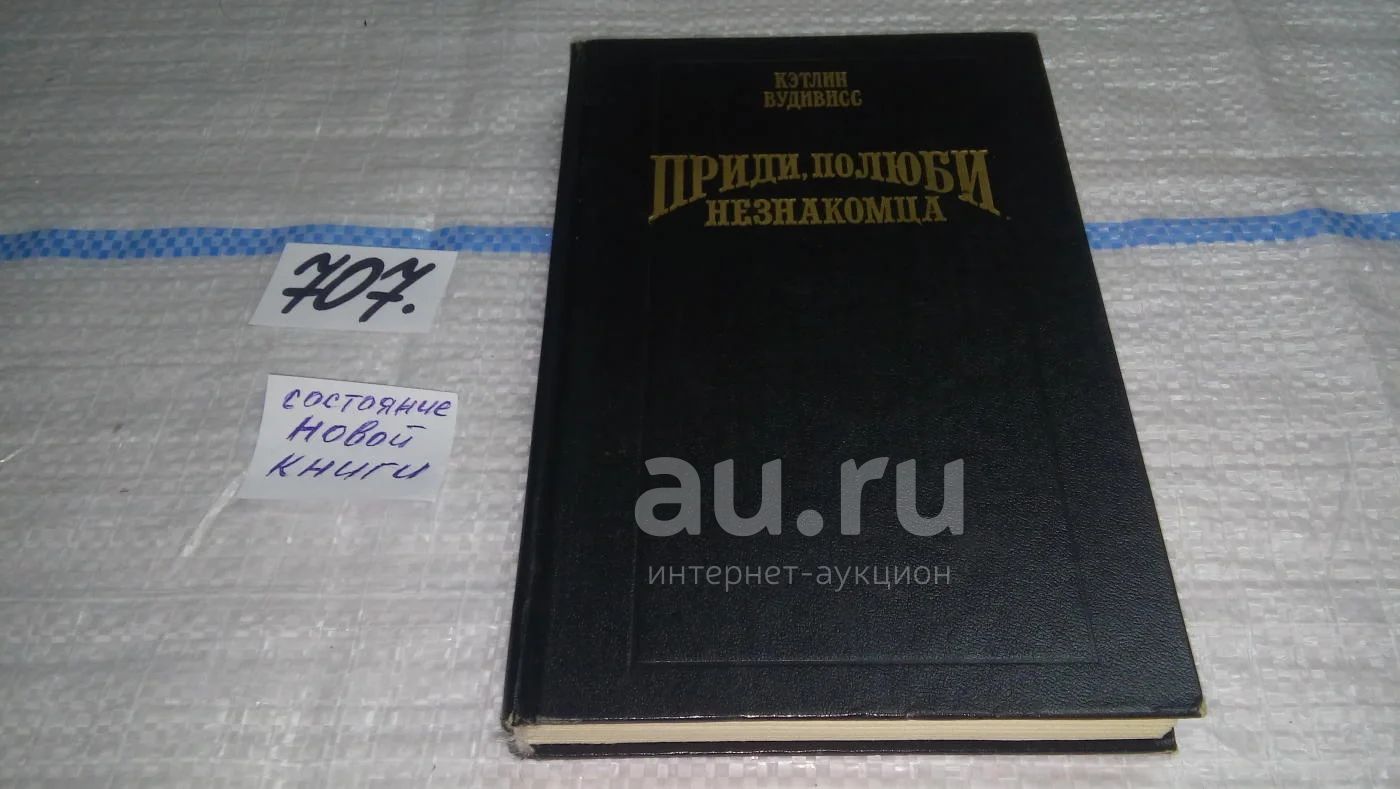 КЭТЛИН
ВУДИВИСС
ПРИДИ, ПОЛЮБИ
НЕЗНАКОМЦА
707.
состояние
новой
книги
au.ru
интернет-аукцион